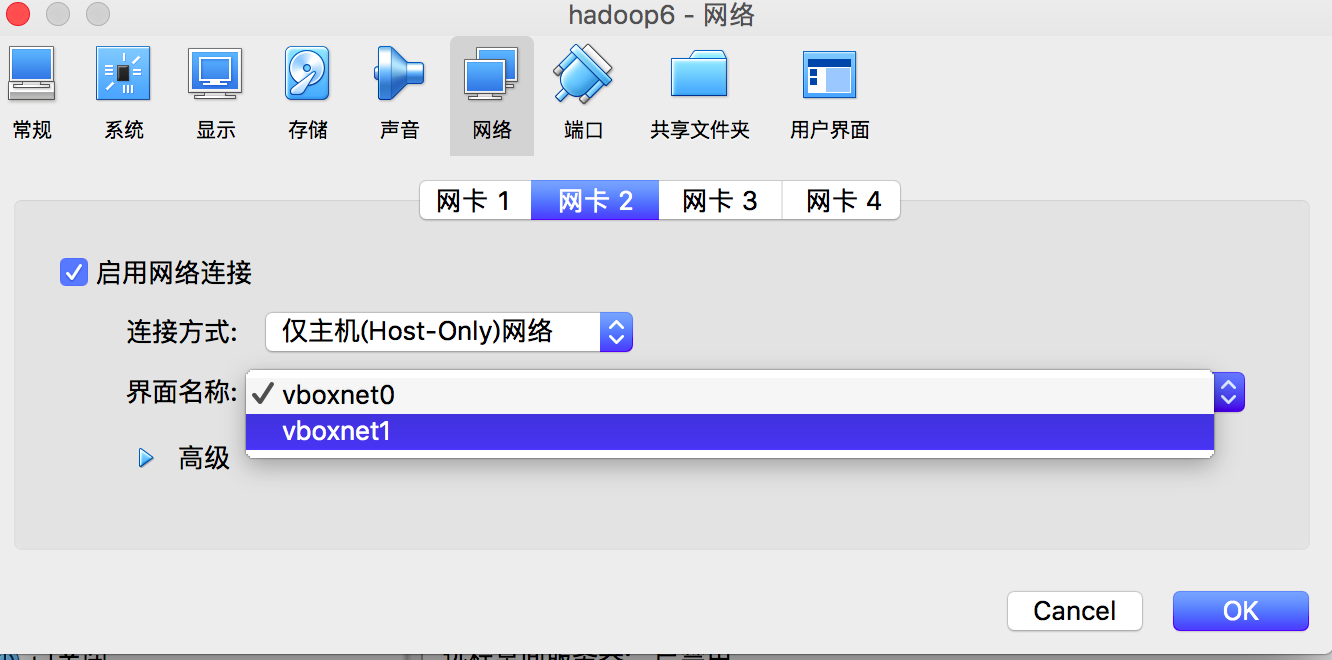 hadoop6 - 网络
常规 系统 显示 存储 声音 网络 端口 共享文件夹 用户界面
网卡 1 网卡 2 网卡 3 网卡 4
启用网络连接
连接方式: 仅主机(Host-Only)网络
界面名称: vboxnet0
vboxnet1
高级
Cancel OK